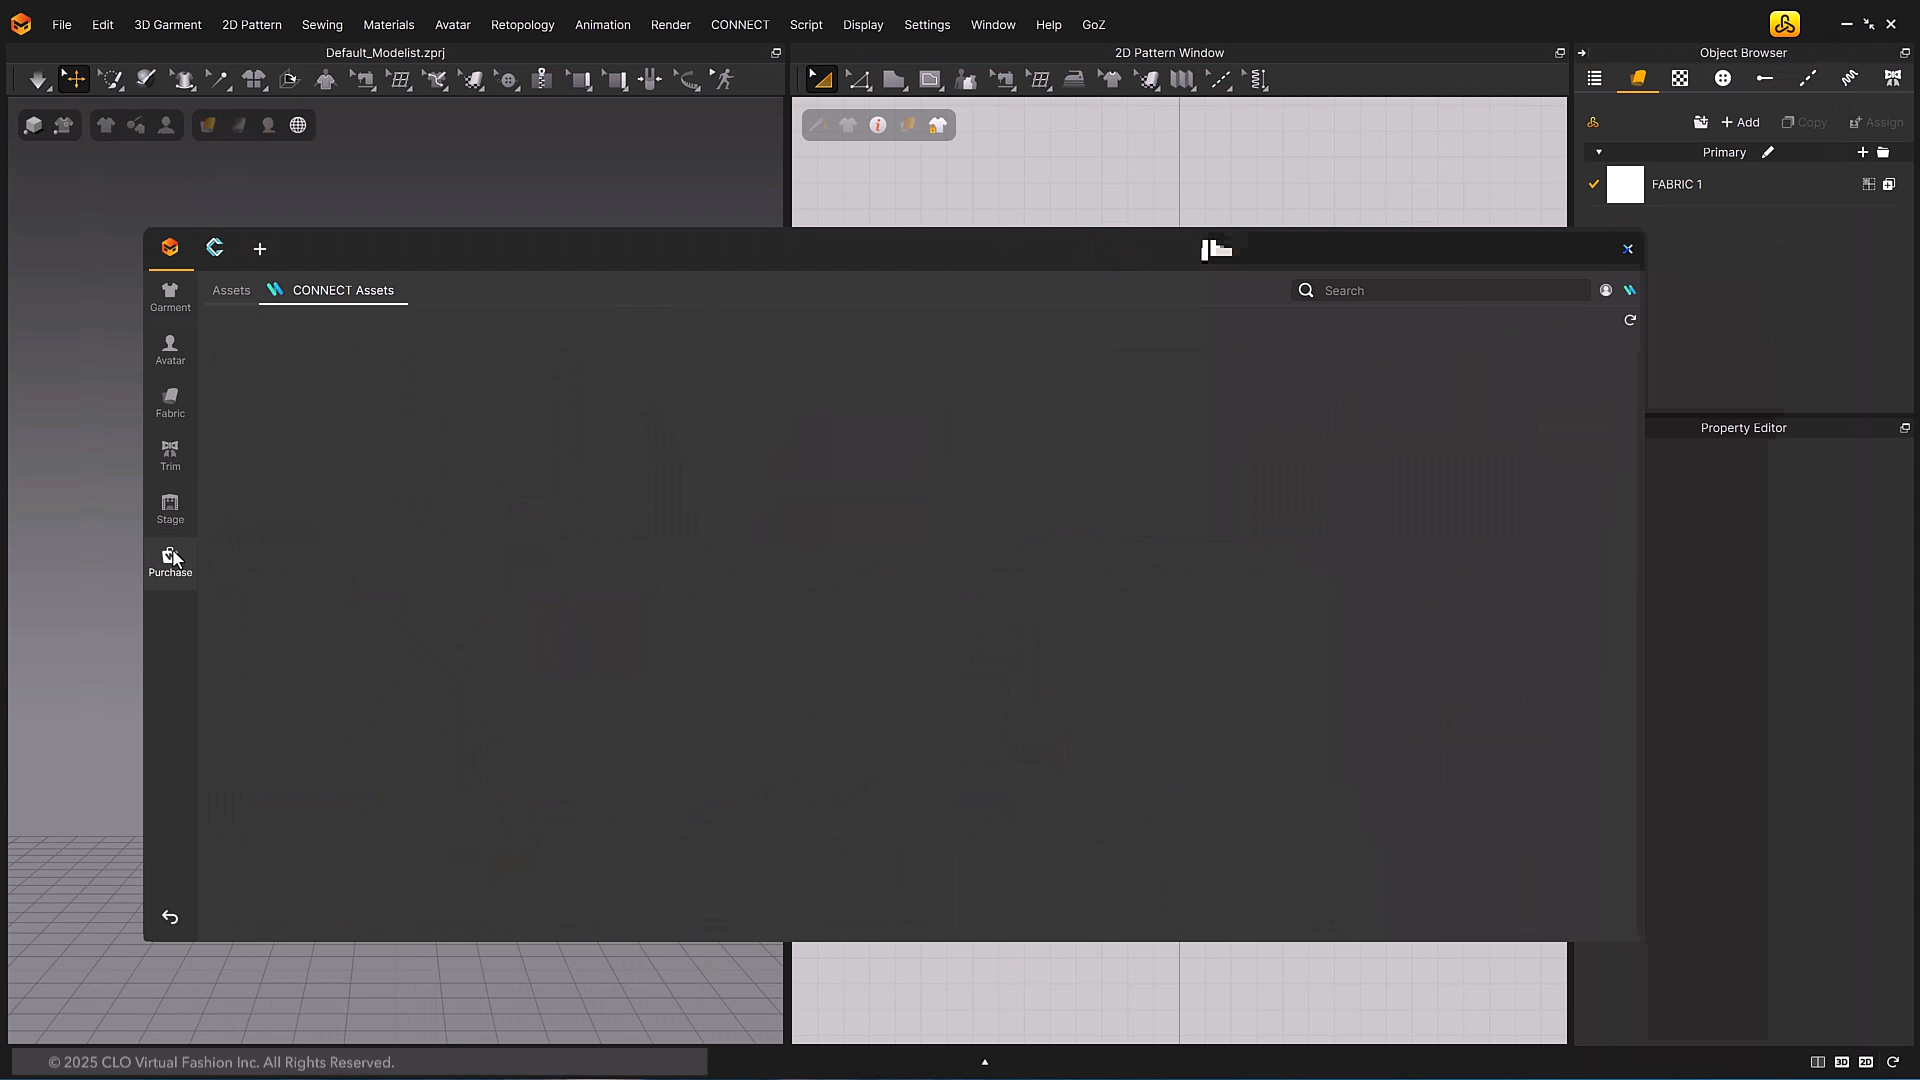 File Edit 3D Garment 2D Pattern Sewing Materials Avatar Retopology Animation Render CONNECT Script Display Settings Window Help GoZ
Default_Modelist.zprj
2D Pattern Window
Object Browser
+ Add Copy Assign
Primary
FABRIC 1
Assets CONNECT Assets
Search
Garment
Avatar
Fabric
Trim
Stage
Purchase
Property Editor
© 2025 CLO Virtual Fashion Inc. All Rights Reserved.
3D 2D